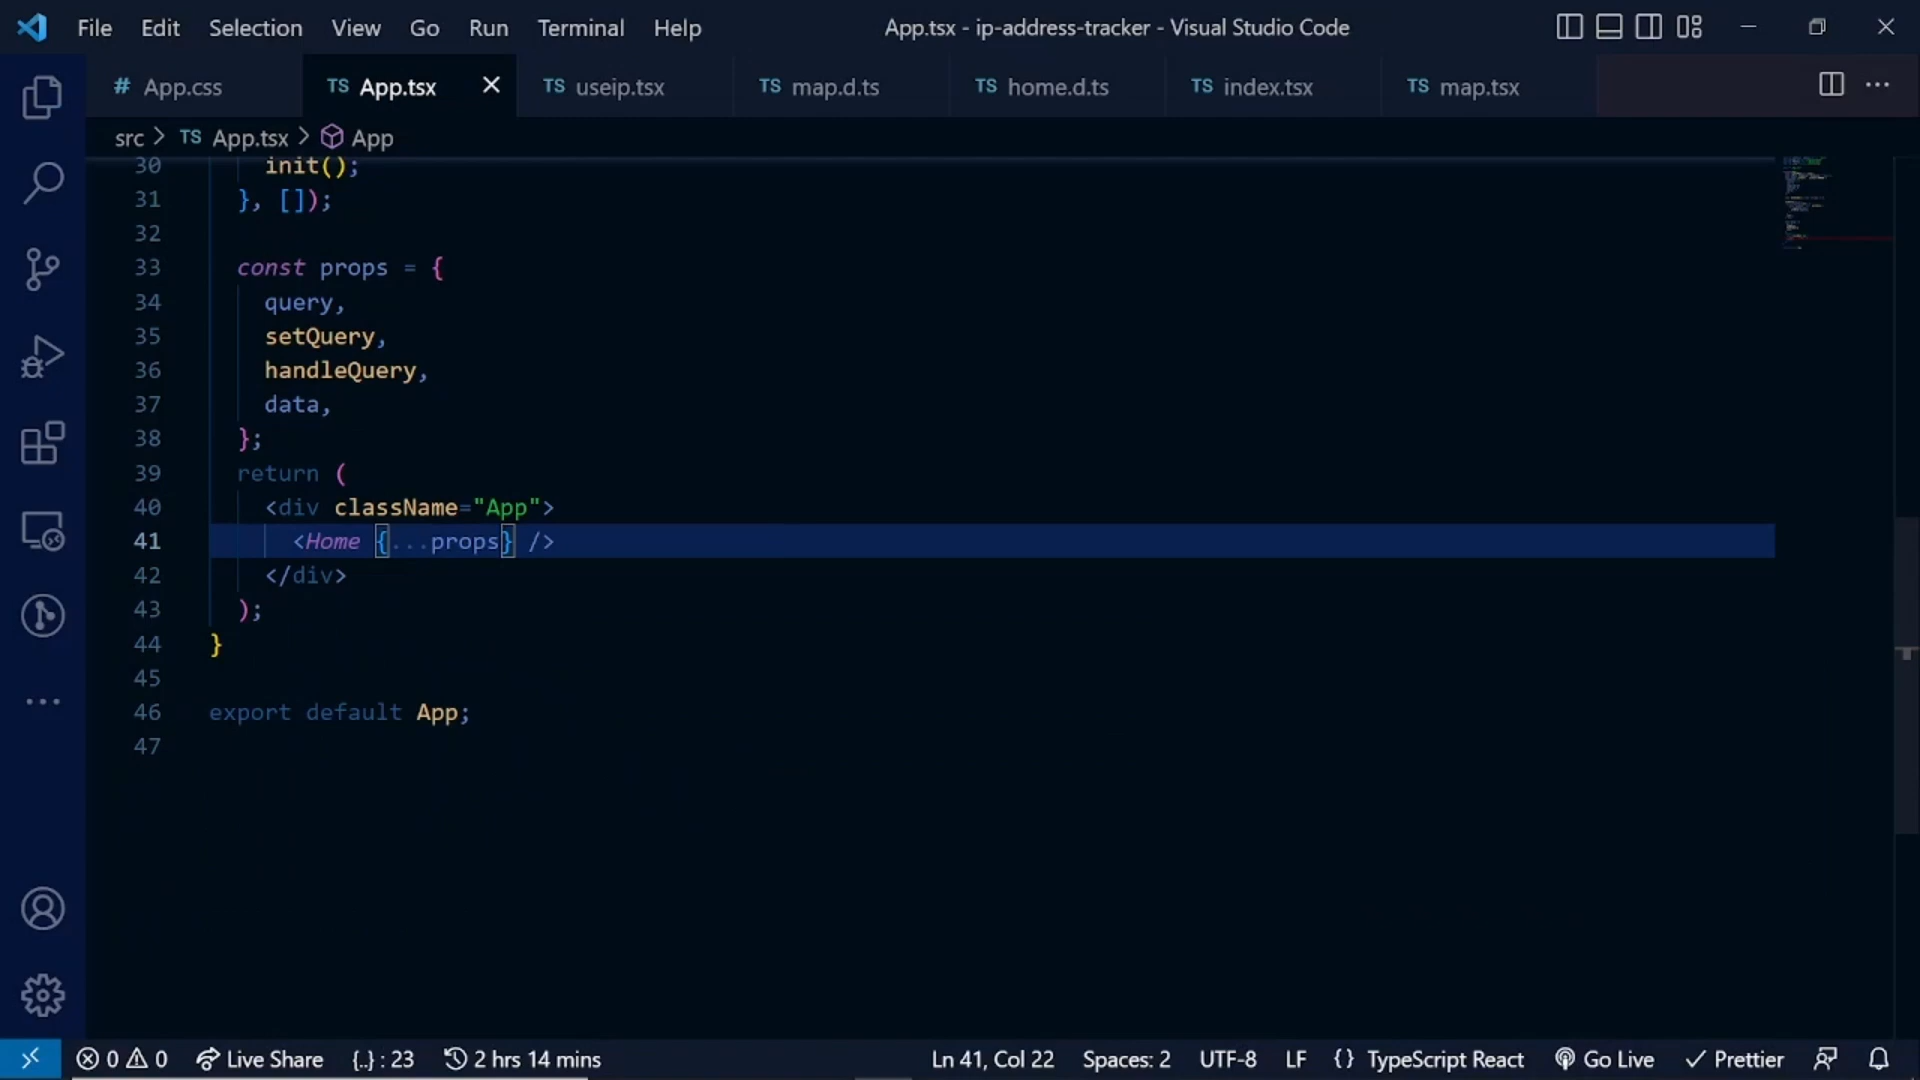 File Edit Selection View Go Run Terminal Help App.tsx - ip-address-tracker - Visual Studio Code
# App.css TS App.tsx TS useip.tsx TS map.d.ts TS home.d.ts TS index.tsx TS map.tsx
src > TS App.tsx > App
30 init();
31 }, []);
32
33 const props = {
34 query,
35 setQuery,
36 handleQuery,
37 data,
38 };
39 return (
40 <div className="App">
41 <Home {...props} />
42 </div>
43 );
44 }
45
46 export default App;
47
0 0 Live Share {..} : 23 2 hrs 14 mins Ln 41, Col 22 Spaces: 2 UTF-8 LF {} TypeScript React Go Live Prettier